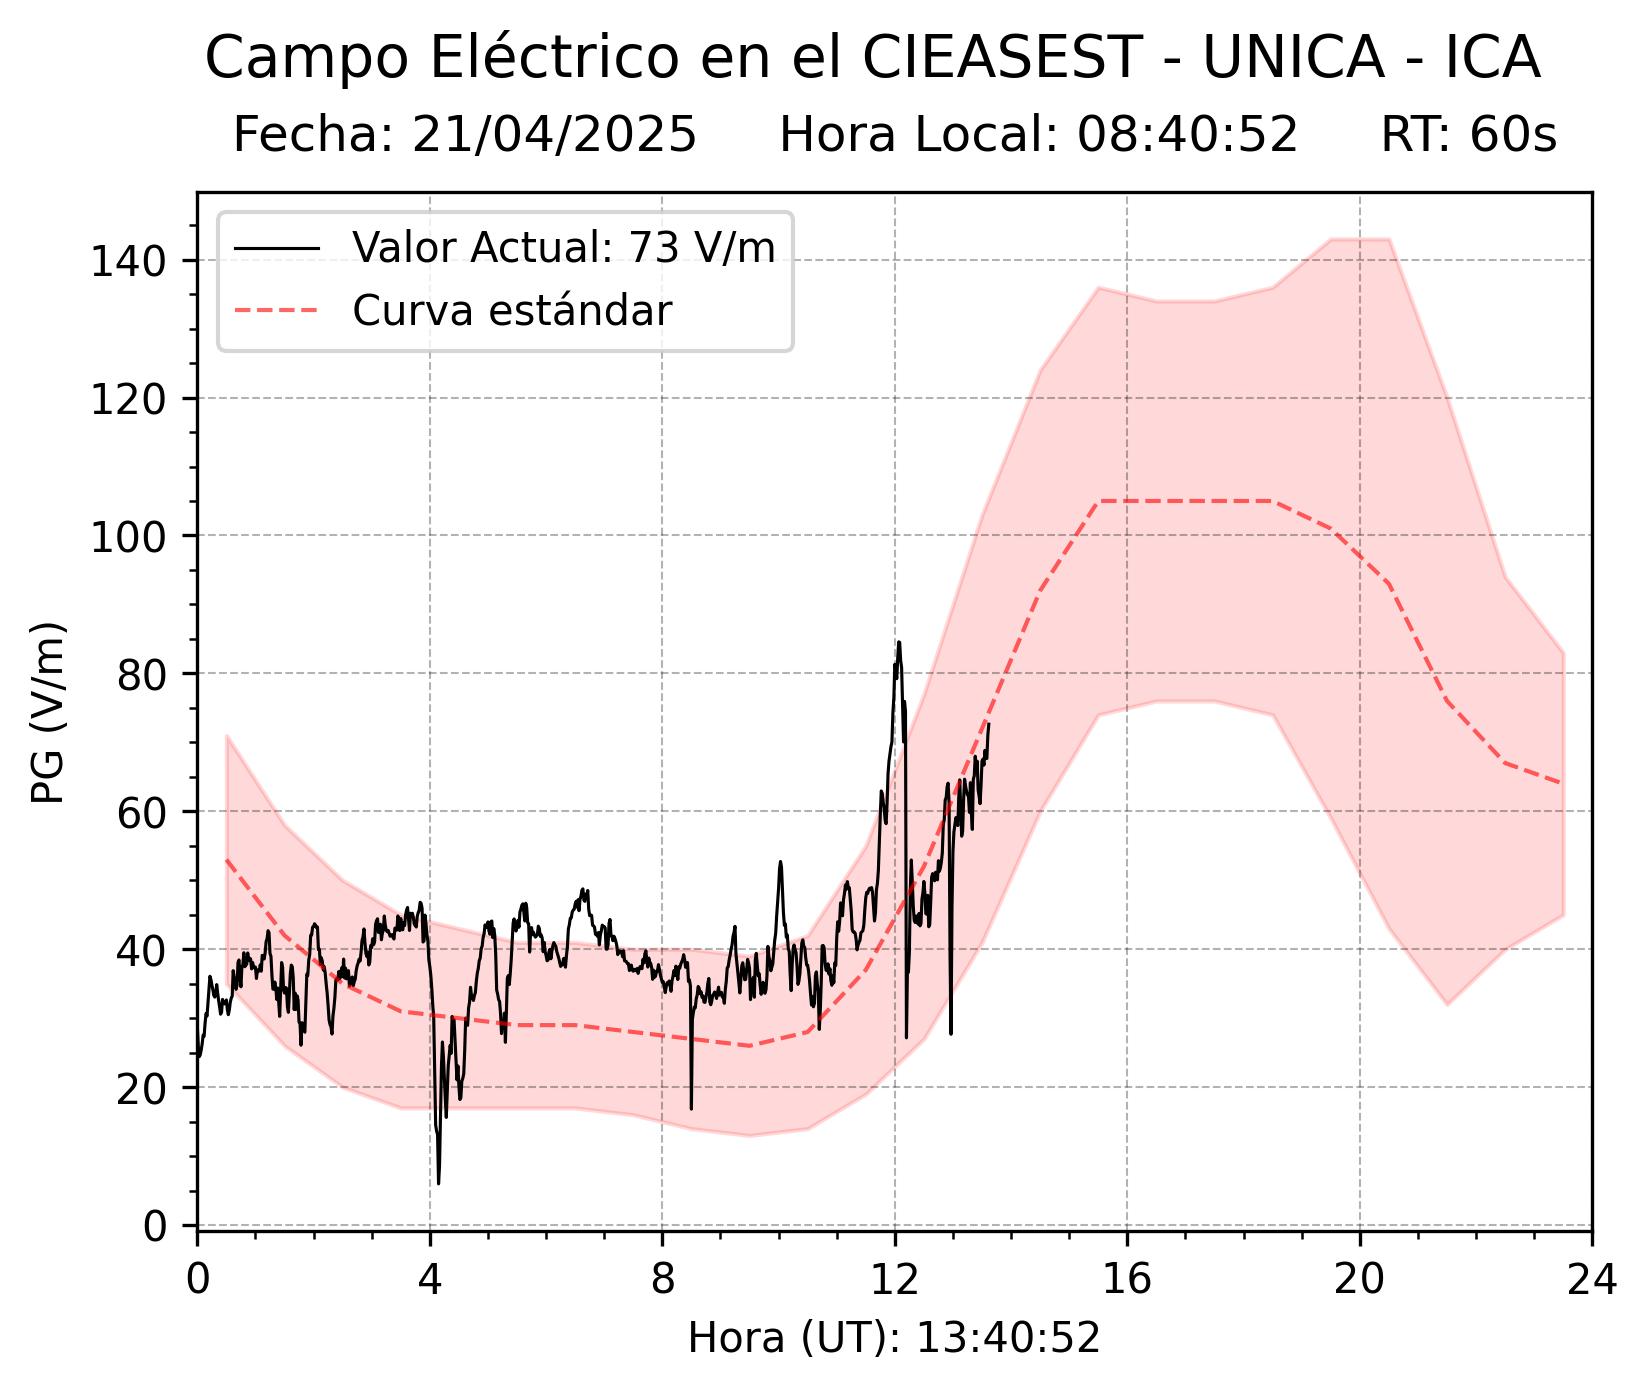 Campo Eléctrico en el CIEASEST - UNICA - ICA
Fecha: 21/04/2025 Hora Local: 08:40:52 RT: 60s
Valor Actual: 73 V/m
Curva estándar
140
120
100
80
60
40
20
0
PG (V/m)
0 4 8 12 16 20 24
Hora (UT): 13:40:52